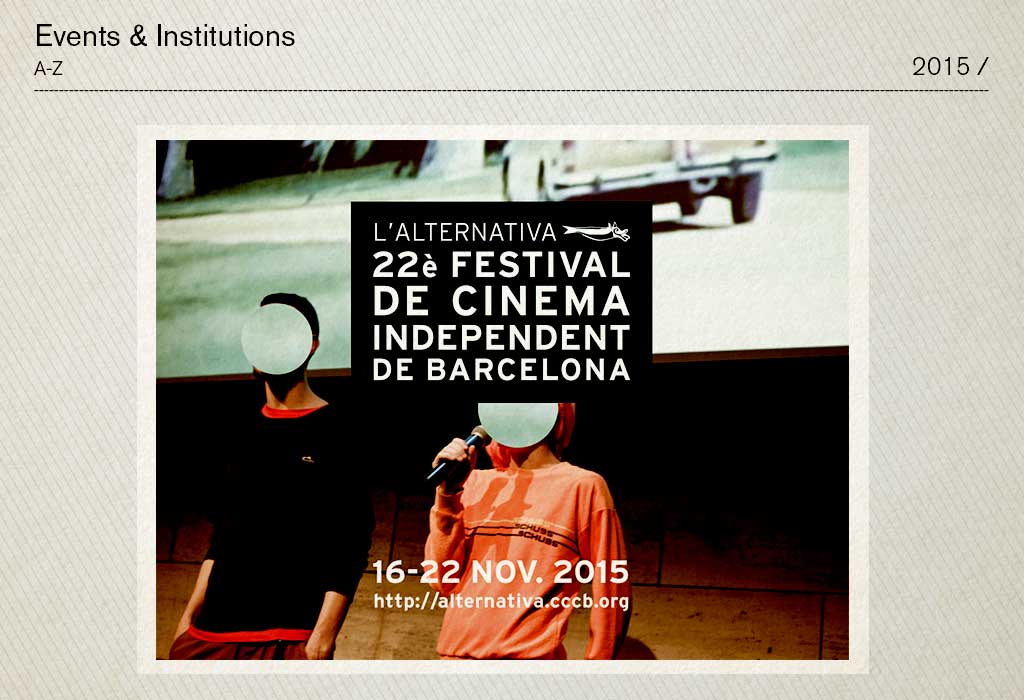 Events & Institutions
A-Z
2015 /
L'ALTERNATIVA
22è FESTIVAL
DE CINEMA
INDEPENDENT
DE BARCELONA
SCHUSS
SCHUSS
16-22 NOV. 2015
http://alternativa.cccb.org